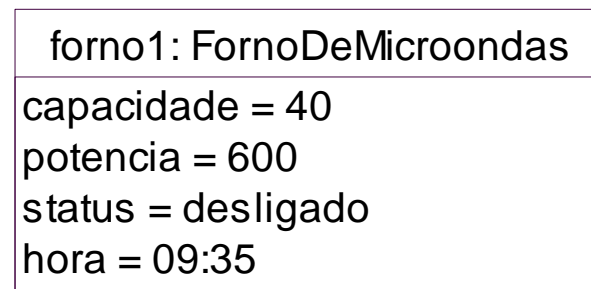 forno1: FornoDeMicroondas
capacidade = 40
potencia = 600
status = desligado
hora = 09:35